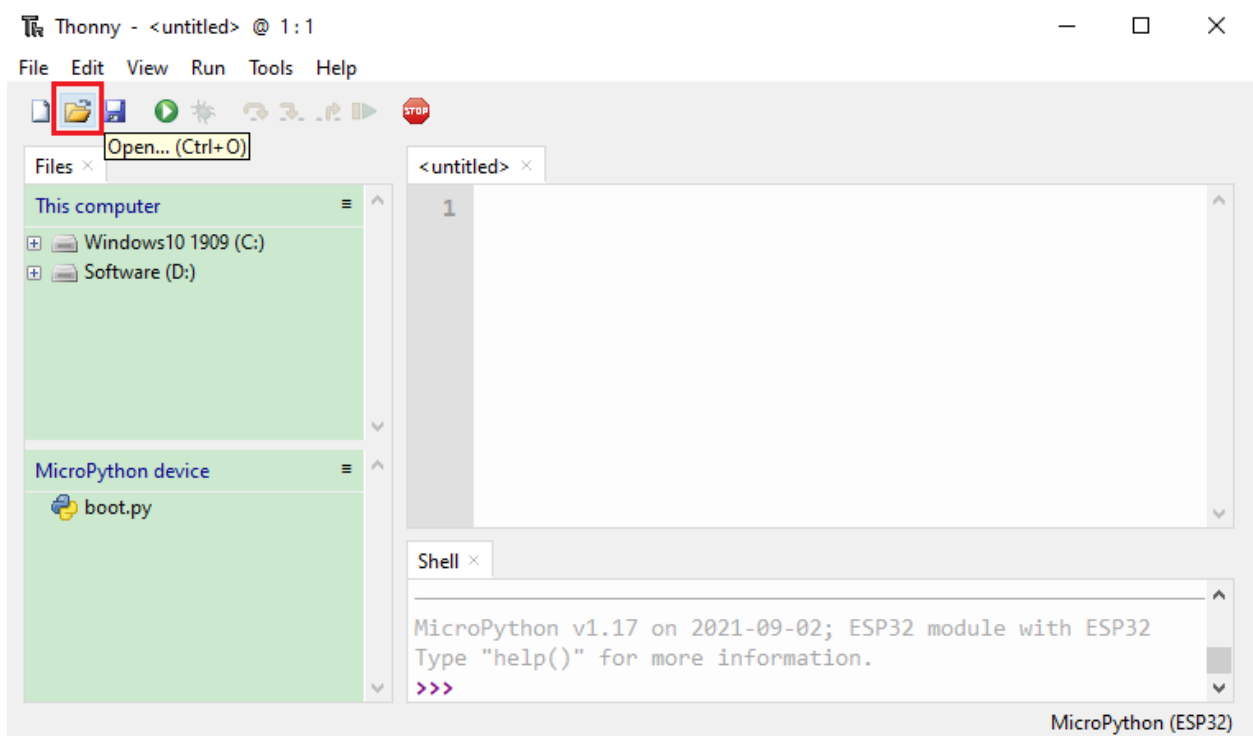 Thonny - <untitled> @ 1:1
File Edit View Run Tools Help
STOP
Open... (Ctrl+O)
Files
This computer
Windows10 1909 (C:)
Software (D:)
MicroPython device
boot.py
<untitled>
1
Shell
MicroPython v1.17 on 2021-09-02; ESP32 module with ESP32
Type "help()" for more information.
>>>
MicroPython (ESP32)